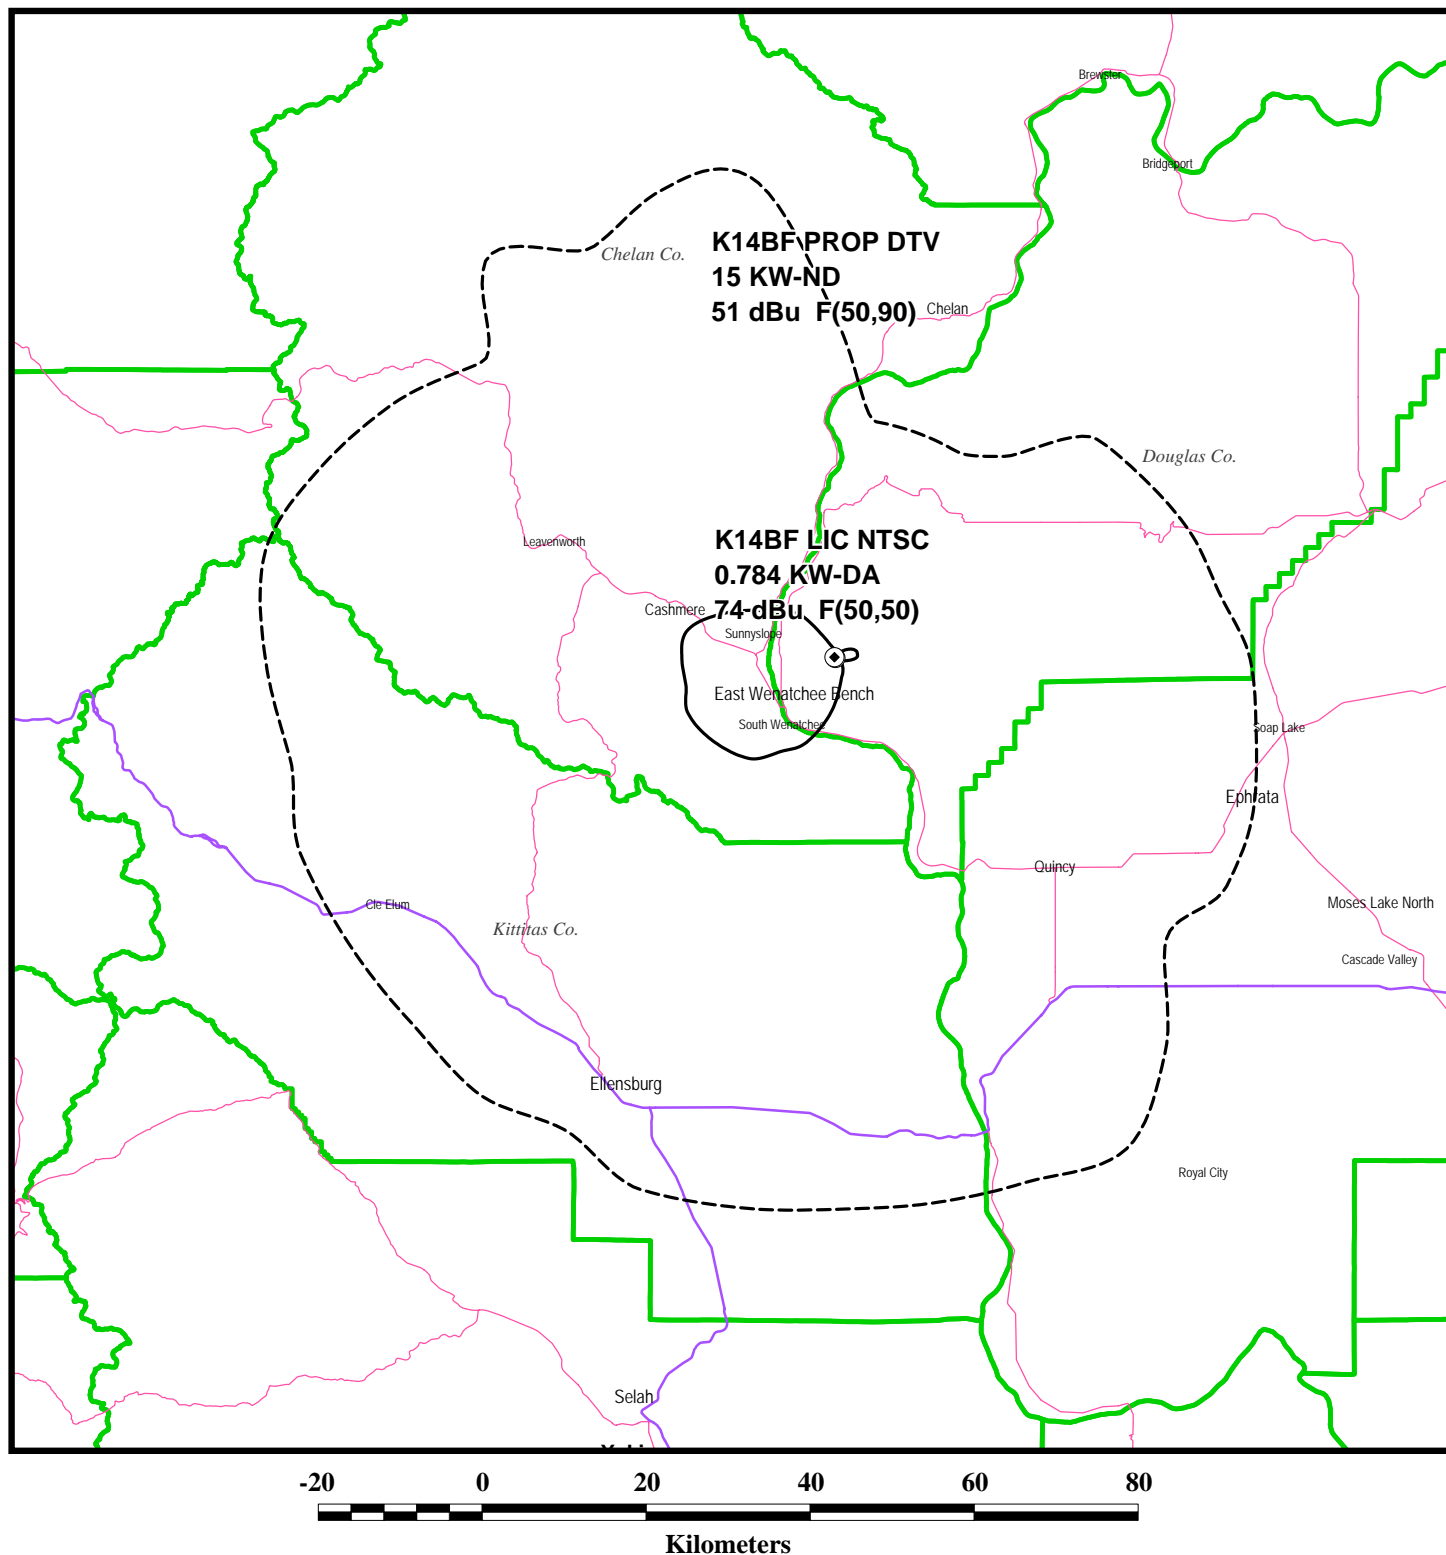 Brewster
Bridgeport
K14BF PROP DTV
Chelan Co.
15 KW-ND
51 dBu F(50,90)
Chelan
Douglas Co.
K14BF LIC NTSC
Leavenworth
0.784 KW-DA
74 dBu F(50,50)
Cashmere
Sunnyslope
East Wenatchee Bench
South Wenatchee
Soap Lake
Ephrata
Quincy
Cle Elum
Moses Lake North
Kittitas Co.
Cascade Valley
Ellensburg
Royal City
Selah
-20 0 20 40 60 80
Kilometers